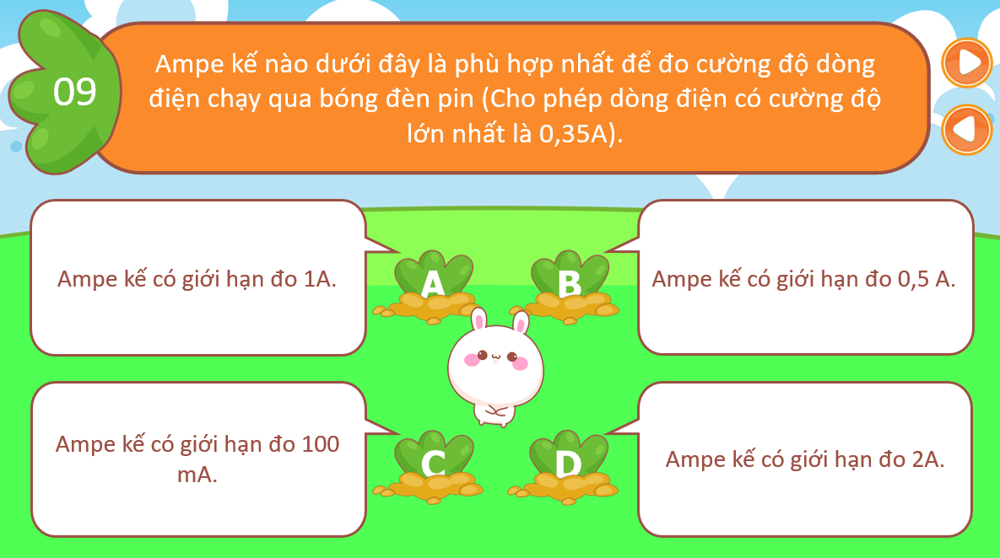 09
Ampe kế nào dưới đây là phù hợp nhất để đo cường độ dòng
điện chạy qua bóng đèn pin (Cho phép dòng điện có cường độ
lớn nhất là 0,35A).
Ampe kế có giới hạn đo 1A.
A
B
Ampe kế có giới hạn đo 0,5 A.
Ampe kế có giới hạn đo 100
mA.
C
D
Ampe kế có giới hạn đo 2A.